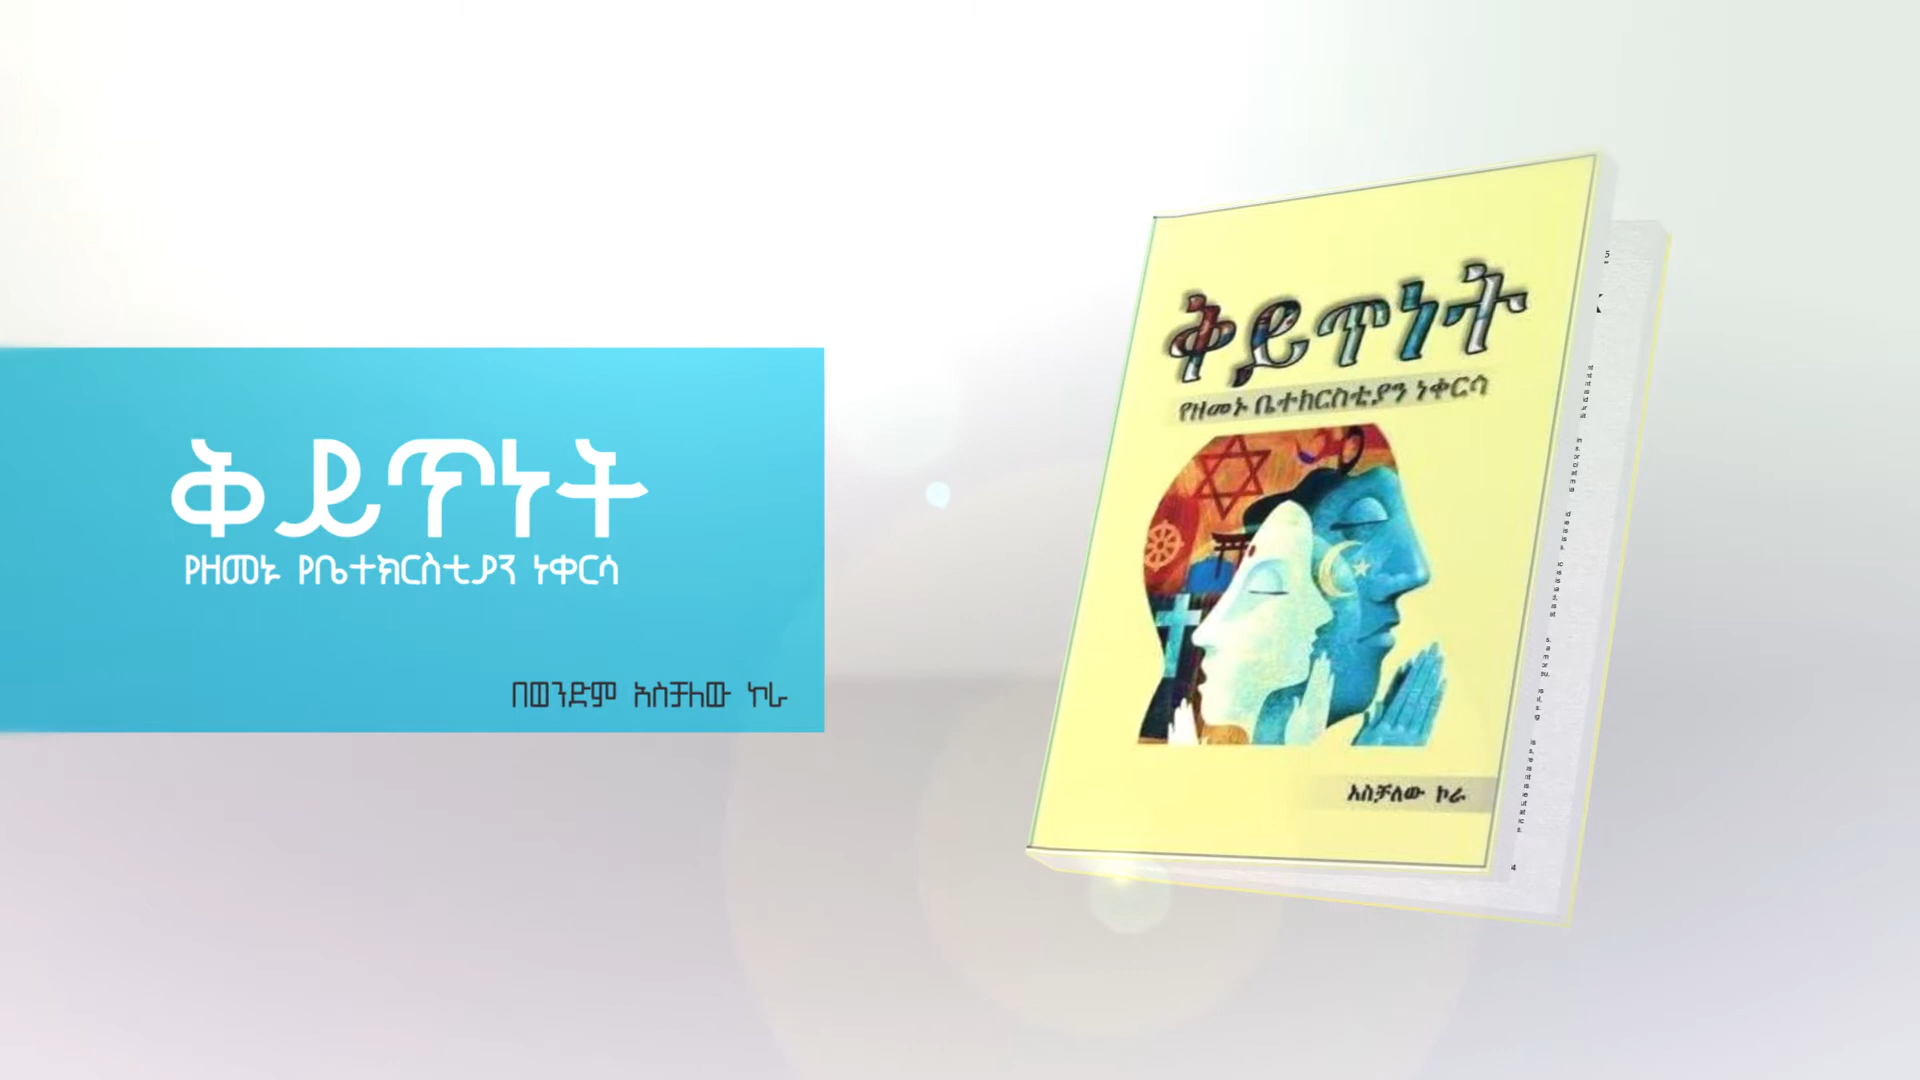 ቅይጥነት
የዘመኑ የቤተክርስቲያን ነቀርሳ
በወንድም አስቻለው ኮራ
ቅይጥነት
የዘመኑ ቤተክርስቲያን ነቀርሳ
አስቻለው ኮራ